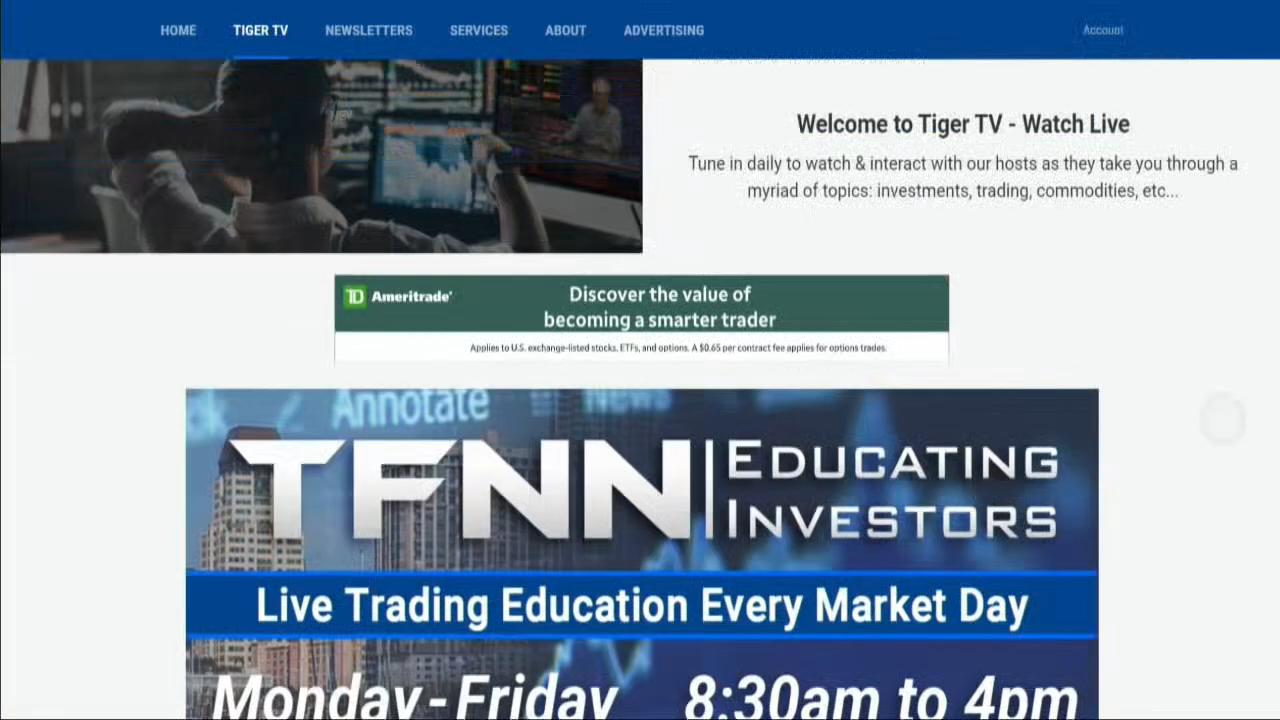 HOME TIGER TV NEWSLETTERS SERVICES ABOUT ADVERTISING Account
Welcome to Tiger TV - Watch Live
Tune in daily to watch & interact with our hosts as they take you through a
myriad of topics: investments, trading, commodities, etc...
TD Ameritrade
Discover the value of
becoming a smarter trader
Applies to U.S. exchange-listed stocks, ETFs, and options. A $0.65 per contract fee applies for options trades.
Annotate News
TFNN EDUCATING
INVESTORS
Live Trading Education Every Market Day
Monday - Friday 8:30am to 4pm